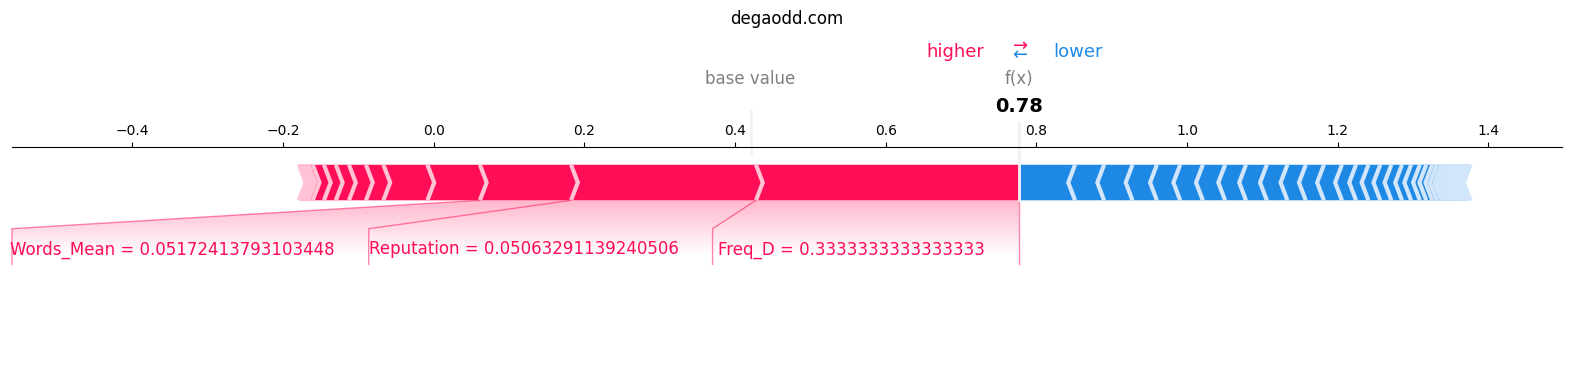 degaodd.com
higher ⇄ lower
base value f(x)
0.78
−0.4 −0.2 0.0 0.2 0.4 0.6 0.8 1.0 1.2 1.4
Words_Mean = 0.05172413793103448 Reputation = 0.05063291139240506 Freq_D = 0.3333333333333333